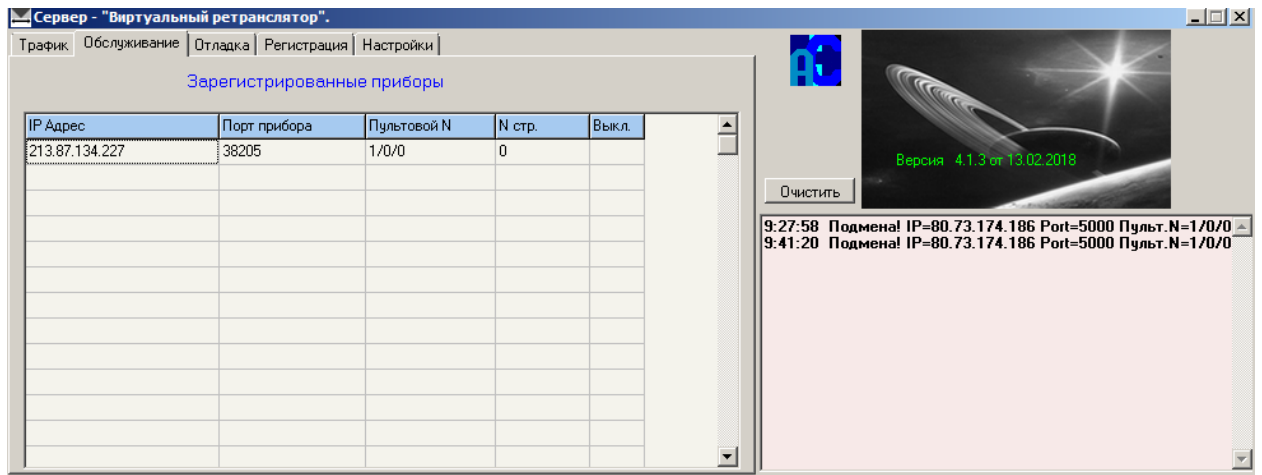 Сервер - "Виртуальный ретранслятор".
Трафик Обслуживание Отладка Регистрация Настройки
Зарегистрированные приборы
IP Адрес Порт прибора Пультовой N N стр. Выкл.
213.87.134.227 38205 1/0/0 0
АС
Версия 4.1.3 от 13.02.2018
Очистить
9:27:58 Подмена! IP=80.73.174.186 Port=5000 Пульт.N=1/0/0
9:41:20 Подмена! IP=80.73.174.186 Port=5000 Пульт.N=1/0/0